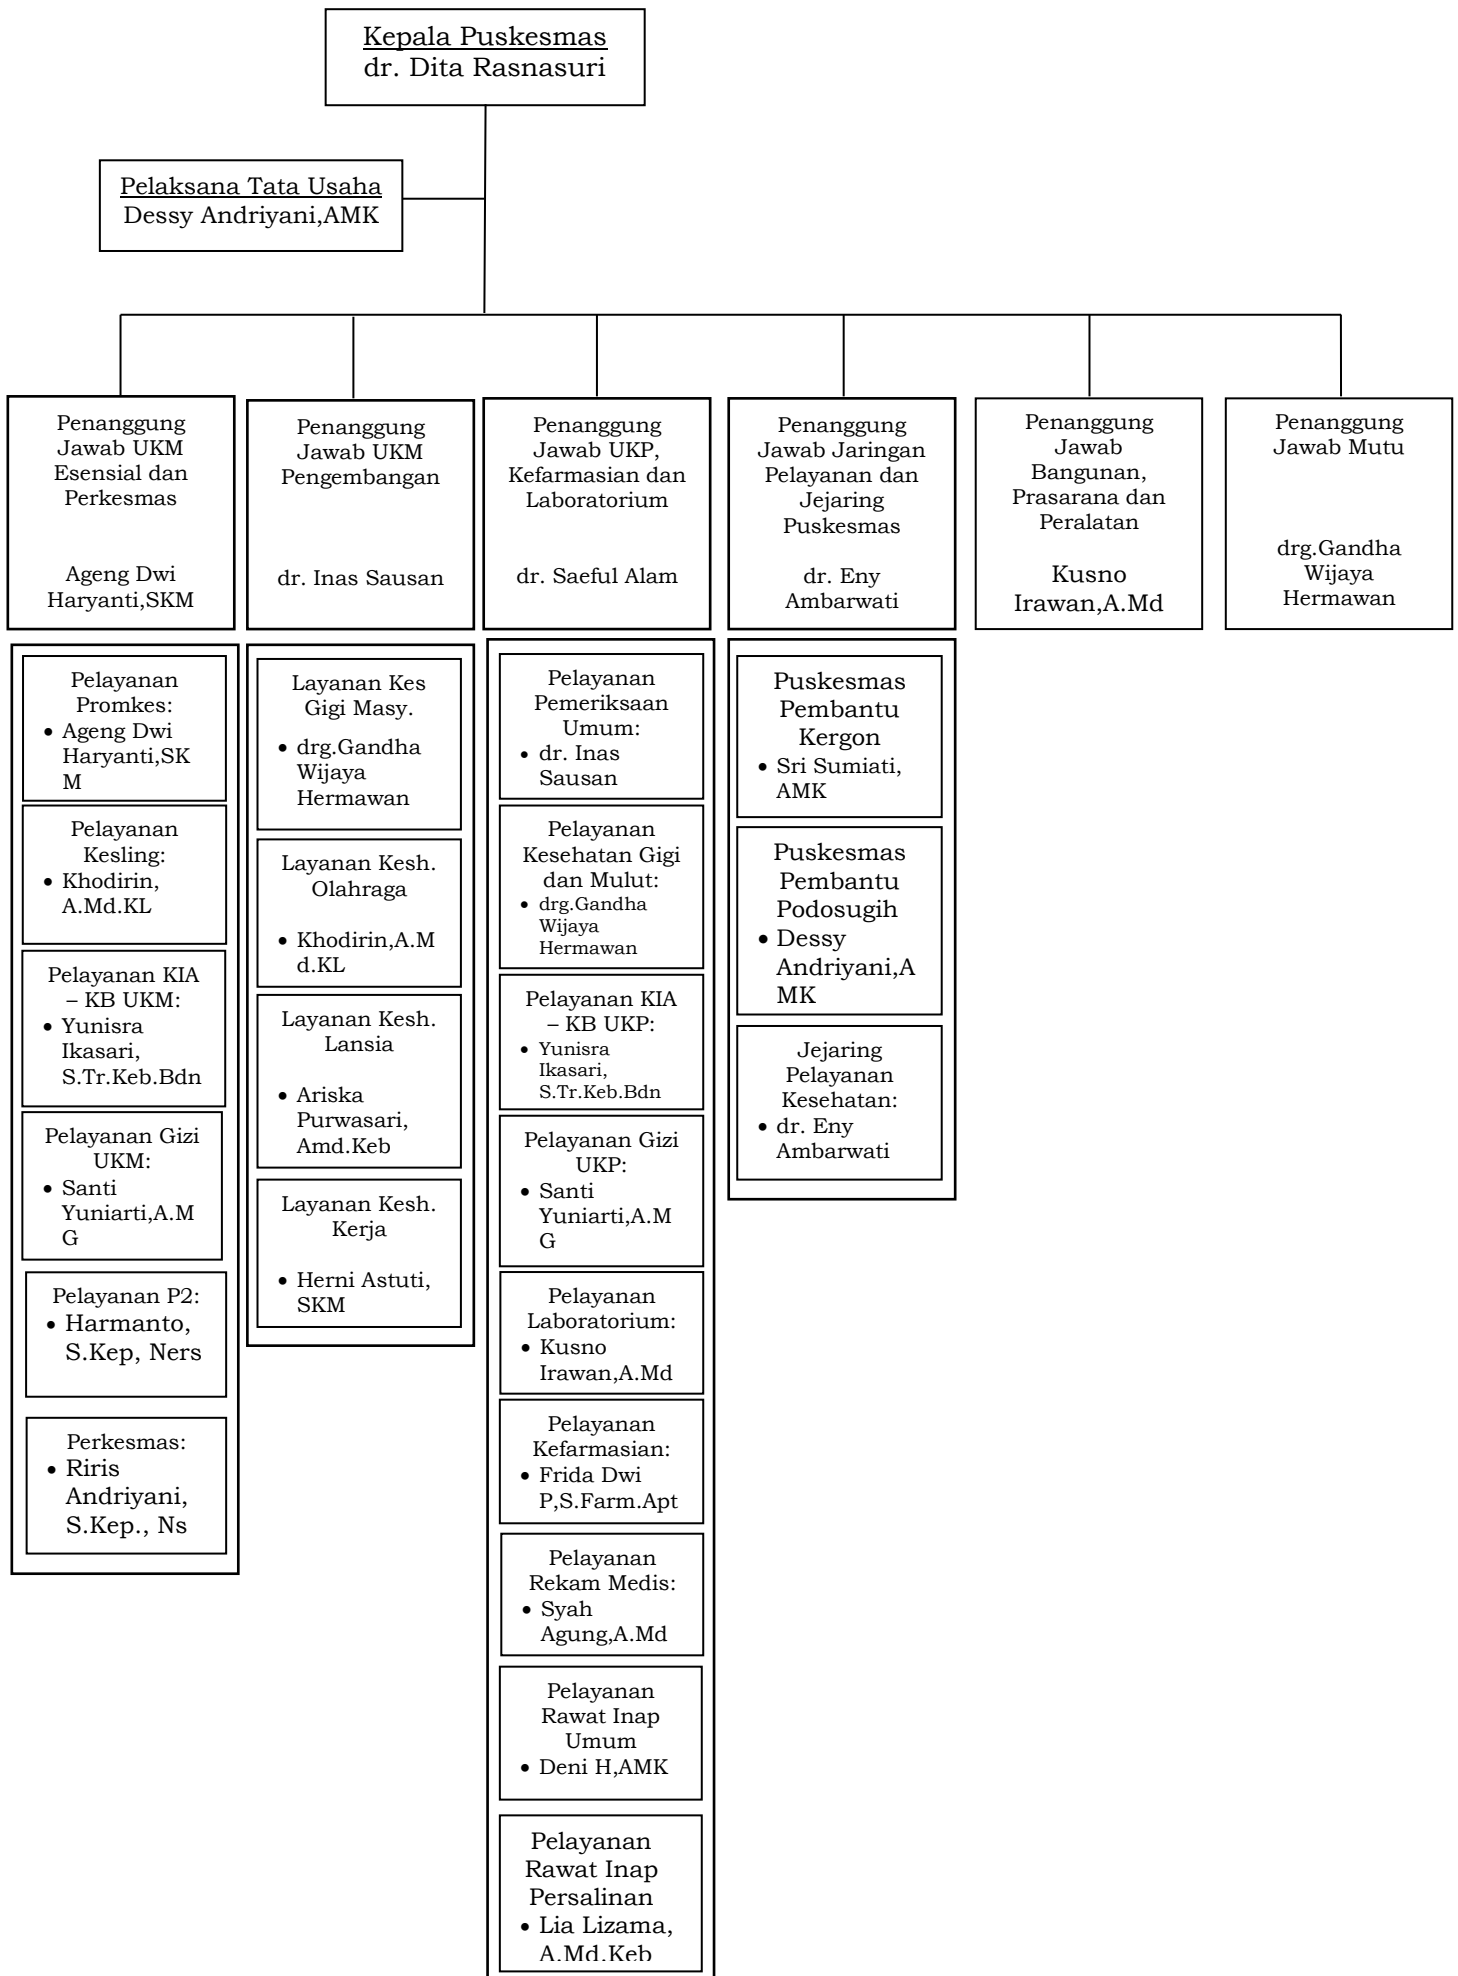 Kepala Puskesmas
dr. Dita Rasnasuri
Pelaksana Tata Usaha
Dessy Andriyani,AMK
Penanggung
Jawab UKM
Esensial dan
Perkesmas
Ageng Dwi
Haryanti,SKM
Penanggung
Jawab UKM
Pengembangan
dr. Inas Sausan
Penanggung
Jawab UKP,
Kefarmasian dan
Laboratorium
dr. Saeful Alam
Penanggung
Jawab Jaringan
Pelayanan dan
Jejaring
Puskesmas
dr. Eny
Ambarwati
Penanggung
Jawab
Bangunan,
Prasarana dan
Peralatan
Kusno
Irawan,A.Md
Penanggung
Jawab Mutu
drg.Gandha
Wijaya
Hermawan
Pelayanan
Promkes:
• Ageng Dwi
Haryanti,SK
M
Pelayanan
Kesling:
• Khodirin,
A.Md.KL
Pelayanan KIA
– KB UKM:
• Yunisra
Ikasari,
S.Tr.Keb.Bdn
Pelayanan Gizi
UKM:
• Santi
Yuniarti,A.M
G
Pelayanan P2:
• Harmanto,
S.Kep, Ners
Perkesmas:
• Riris
Andriyani,
S.Kep., Ns
Layanan Kes
Gigi Masy.
• drg.Gandha
Wijaya
Hermawan
Layanan Kesh.
Olahraga
• Khodirin,A.M
d.KL
Layanan Kesh.
Lansia
• Ariska
Purwasari,
Amd.Keb
Layanan Kesh.
Kerja
• Herni Astuti,
SKM
Pelayanan
Pemeriksaan
Umum:
• dr. Inas
Sausan
Pelayanan
Kesehatan Gigi
dan Mulut:
• drg.Gandha
Wijaya
Hermawan
Pelayanan KIA
– KB UKP:
• Yunisra
Ikasari,
S.Tr.Keb.Bdn
Pelayanan Gizi
UKP:
• Santi
Yuniarti,A.M
G
Pelayanan
Laboratorium:
• Kusno
Irawan,A.Md
Pelayanan
Kefarmasian:
• Frida Dwi
P,S.Farm.Apt
Pelayanan
Rekam Medis:
• Syah
Agung,A.Md
Pelayanan
Rawat Inap
Umum
• Deni H,AMK
Pelayanan
Rawat Inap
Persalinan
• Lia Lizama,
A.Md.Keb
Puskesmas
Pembantu
Kergon
• Sri Sumiati,
AMK
Puskesmas
Pembantu
Podosugih
• Dessy
Andriyani,A
MK
Jejaring
Pelayanan
Kesehatan:
• dr. Eny
Ambarwati